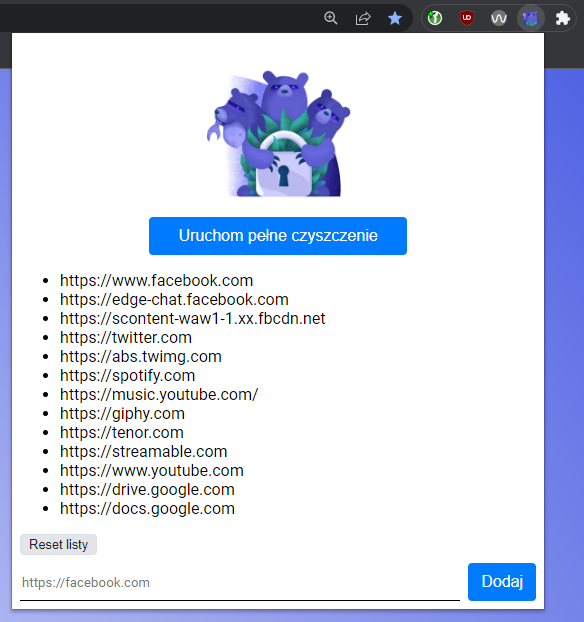 Uruchom pełne czyszczenie
https://www.facebook.com
https://edge-chat.facebook.com
https://scontent-waw1-1.xx.fbcdn.net
https://twitter.com
https://abs.twimg.com
https://spotify.com
https://music.youtube.com/
https://giphy.com
https://tenor.com
https://streamable.com
https://www.youtube.com
https://drive.google.com
https://docs.google.com
Reset listy
https://facebook.com
Dodaj